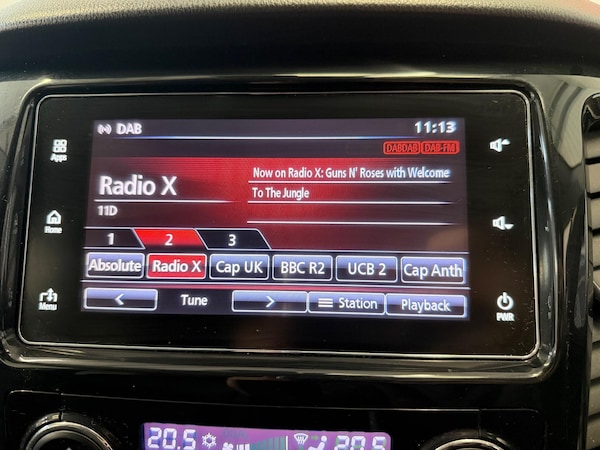 DAB 11:13
DABDAB DAB-FM
Apps
Now on Radio X: Guns N' Roses with Welcome
Radio X
To The Jungle
11D
Home
1 2 3
Absolute Radio X Cap UK BBC R2 UCB 2 Cap Anth
Menu
< Tune > Station Playback
PWR
20.5 20.5